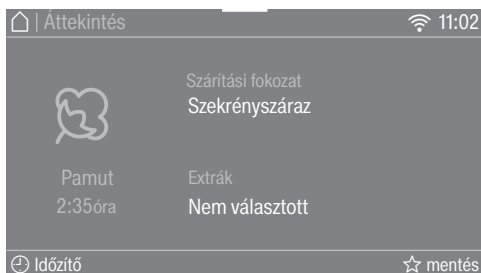 | Áttekintés 11:02
Szárítási fokozat
Szekrényszáraz
Pamut
2:35óra
Extrák
Nem választott
Időzítő
mentés